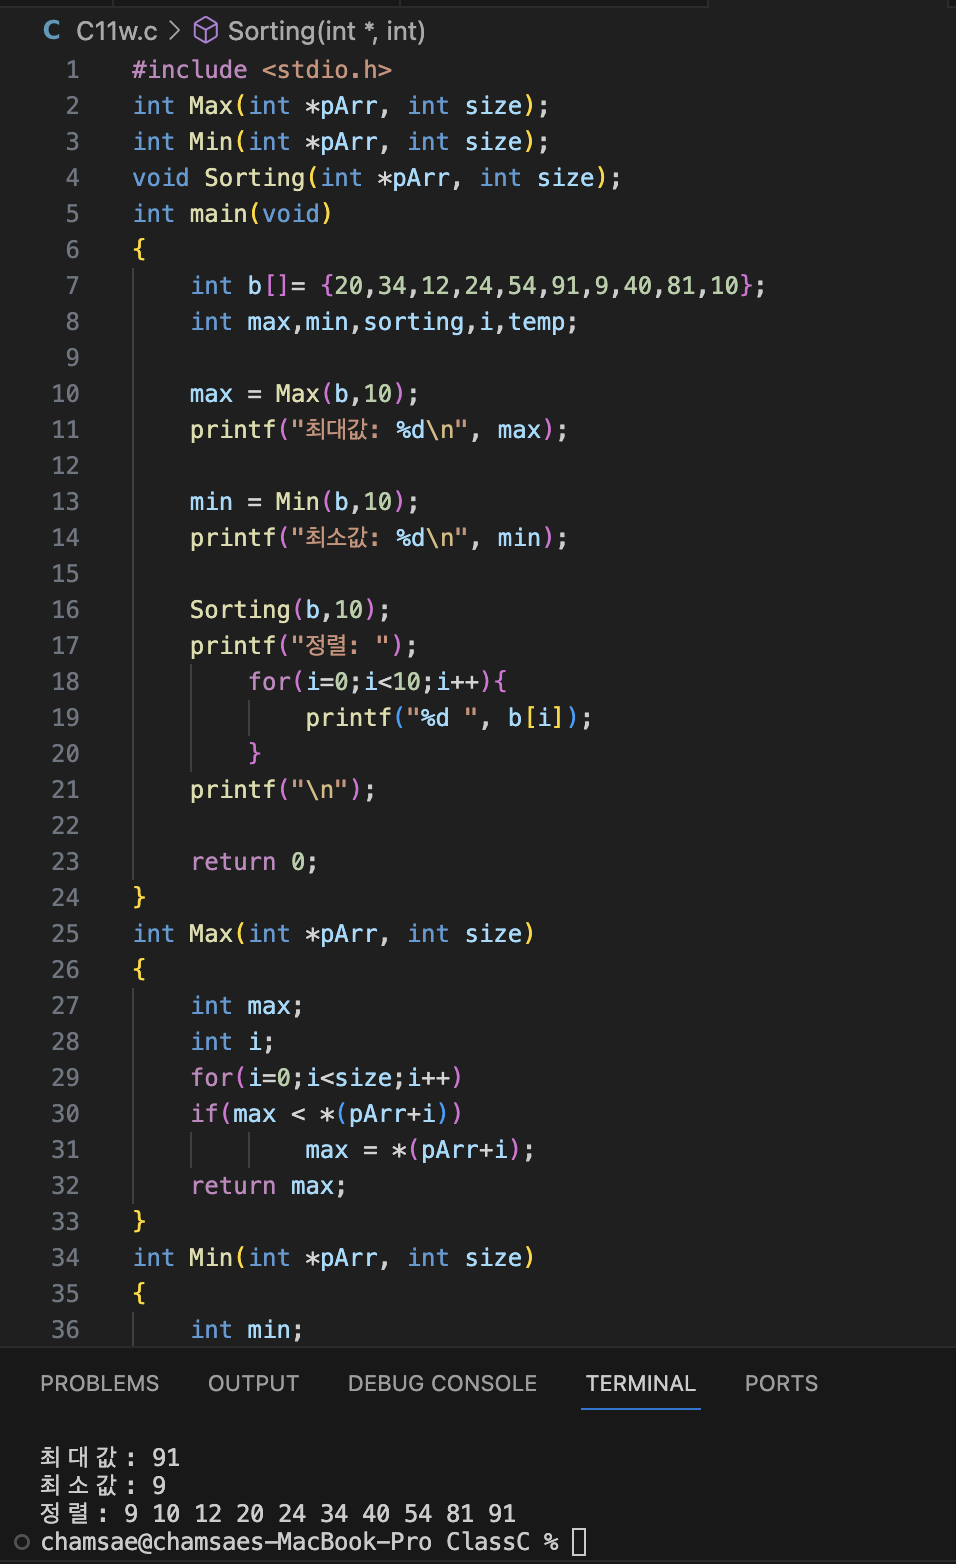 C C11w.c > Sorting(int *, int)
1 #include <stdio.h>
2 int Max(int *pArr, int size);
3 int Min(int *pArr, int size);
4 void Sorting(int *pArr, int size);
5 int main(void)
6 {
7     int b[]= {20,34,12,24,54,91,9,40,81,10};
8     int max,min,sorting,i,temp;
9
10     max = Max(b,10);
11     printf("최대값: %d\n", max);
12
13     min = Min(b,10);
14     printf("최소값: %d\n", min);
15
16     Sorting(b,10);
17     printf("정렬: ");
18         for(i=0;i<10;i++){
19             printf("%d ", b[i]);
20         }
21     printf("\n");
22
23     return 0;
24 }
25 int Max(int *pArr, int size)
26 {
27     int max;
28     int i;
29     for(i=0;i<size;i++)
30     if(max < *(pArr+i))
31             max = *(pArr+i);
32     return max;
33 }
34 int Min(int *pArr, int size)
35 {
36     int min;
PROBLEMS OUTPUT DEBUG CONSOLE TERMINAL PORTS
최대값: 91
최소값: 9
정렬: 9 10 12 20 24 34 40 54 81 91
chamsae@chamsaes-MacBook-Pro ClassC %